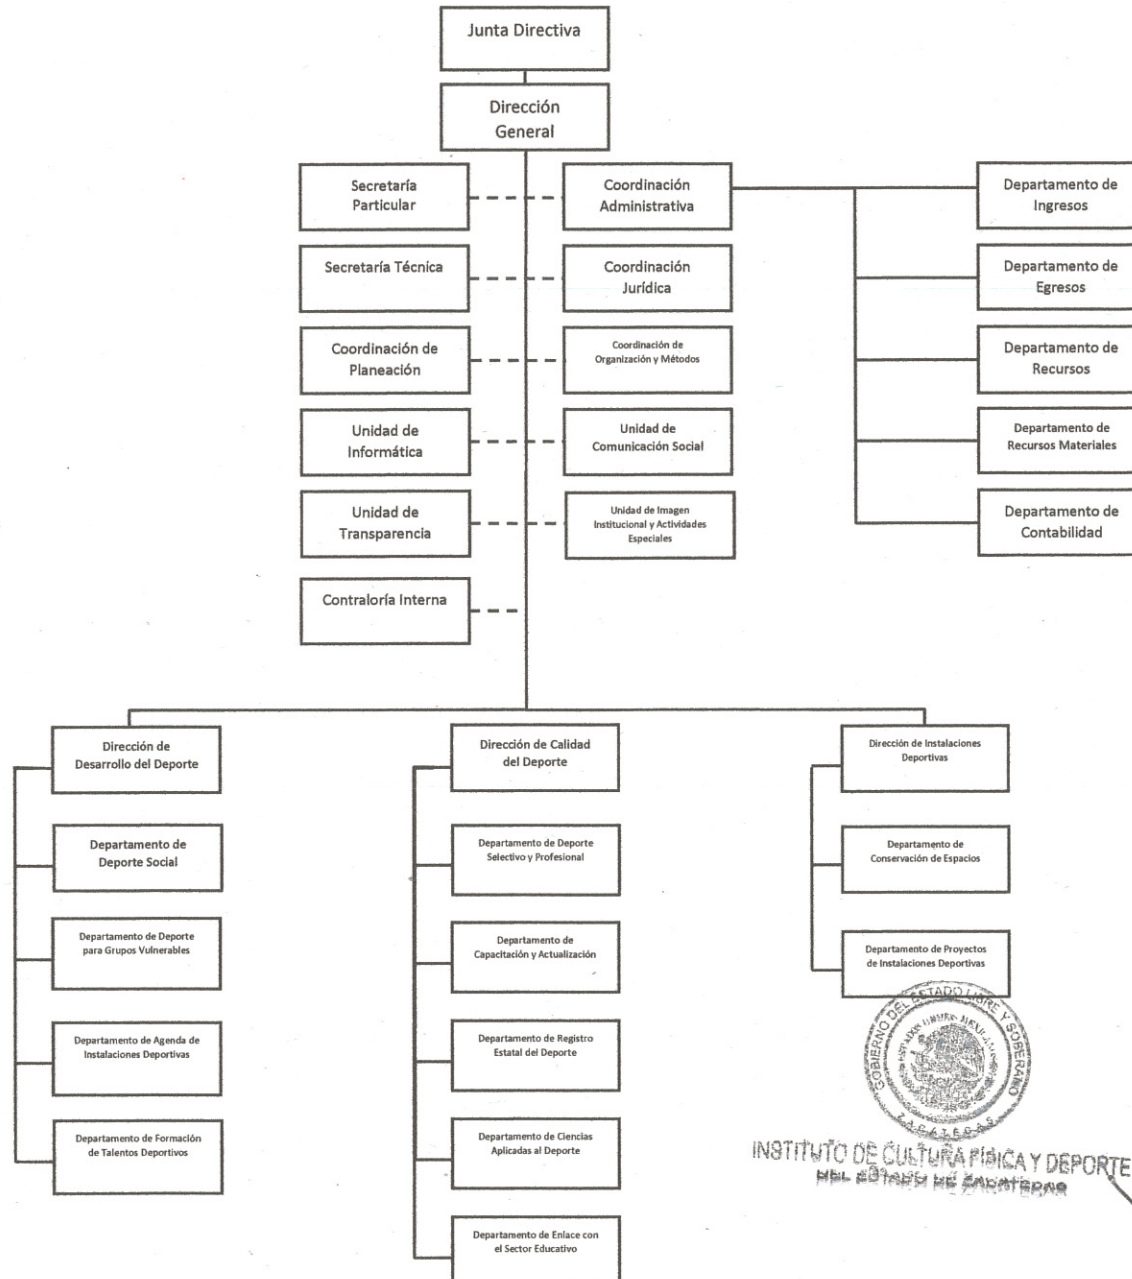 Junta Directiva
Dirección
General
Secretaría
Particular
Coordinación
Administrativa
Departamento de
Ingresos
Secretaría Técnica
Coordinación
Jurídica
Departamento de
Egresos
Coordinación de
Planeación
Coordinación de
Organización y Métodos
Departamento de
Recursos
Unidad de
Informática
Unidad de
Comunicación Social
Departamento de
Recursos Materiales
Unidad de
Transparencia
Unidad de Imagen
Institucional y Actividades
Especiales
Departamento de
Contabilidad
Contraloría Interna
Dirección de
Desarrollo del Deporte
Departamento de
Deporte Social
Departamento de Deporte
para Grupos Vulnerables
Departamento de Agenda de
Instalaciones Deportivas
Departamento de Formación
de Talentos Deportivos
Dirección de Calidad
del Deporte
Departamento de Deporte
Selectivo y Profesional
Departamento de
Capacitación y Actualización
Departamento de Registro
Estatal del Deporte
Departamento de Ciencias
Aplicadas al Deporte
Departamento de Enlace con
el Sector Educativo
Dirección de Instalaciones
Deportivas
Departamento de
Conservación de Espacios
Departamento de Proyectos
de Instalaciones Deportivas
GOBIERNO DEL ESTADO LIBRE Y SOBERANO
ESTADOS UNIDOS MEXICANOS
ZACATECAS
INSTITUTO DE CULTURA FÍSICA Y DEPORTE
DEL ESTADO DE ZACATECAS